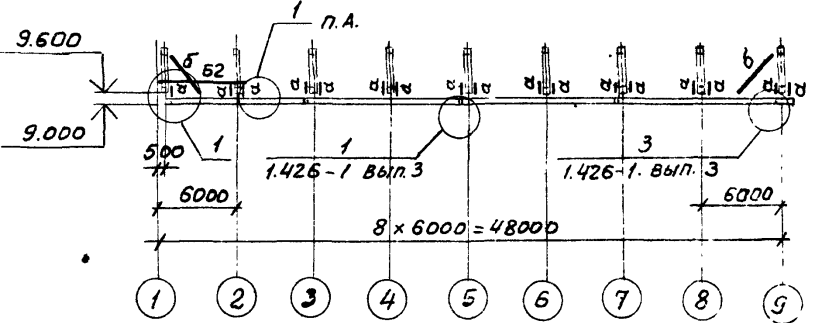 1 П.А.
9.600
б
Б2
в
а а а а а а а а а а а а а а а а
9.000
1
1
1.426-1 ВЫП.3
3
1.426-1. ВЫП. 3
500
6000
6000
8 × 6000 = 48000
1 2 3 4 5 6 7 8 9